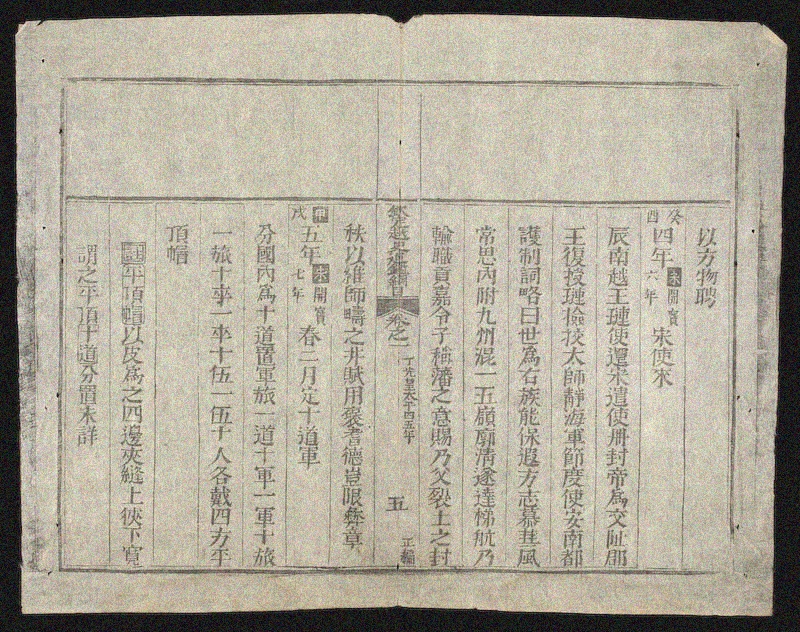 以方物聘
癸酉四年宋開寶六年宋使來
辰南越王璉使還宋遣使册封帝爲交阯郡
王復授璉檢挍太師靜海軍節度使安南都
護制詞略曰世爲右族能保遐方志慕華風
常思內附九州混一五嶺廓清遂達梯航乃
輸職貢嘉令子稱藩之意賜乃父裂土之封
欽定越史通鑑綱目卷之一 丁先皇太平四五年 五 正編
秩以維師疇之井賦用褒耆德豈限彝章
甲戌五年宋開寶七年春二月定十道軍
分國內爲十道置軍旅一道十軍一軍十旅
一旅十卒一卒十伍一伍十人各戴四方平
頂帽
註平頂帽以皮爲之四邊夾縫上狹下寬
謂之平頂十道分置未詳